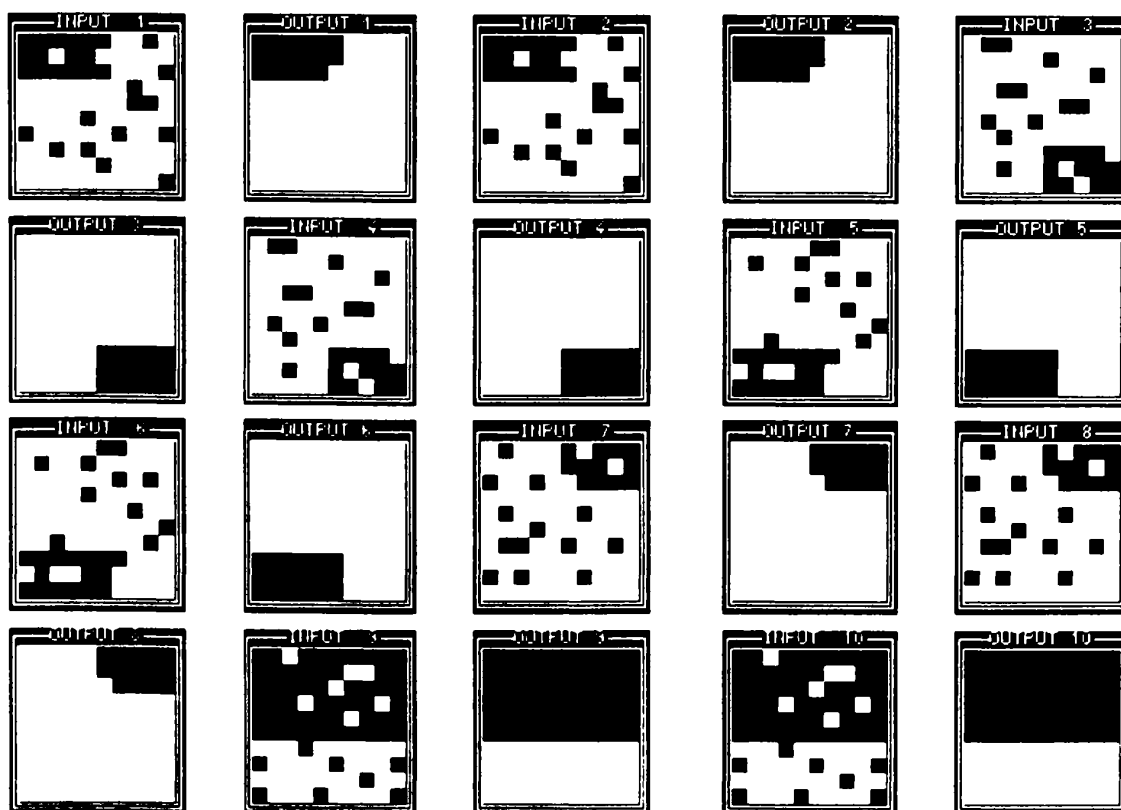 INPUT 1
OUTPUT 1
INPUT 2
OUTPUT 2
INPUT 3
OUTPUT 3
INPUT 4
OUTPUT 4
INPUT 5
OUTPUT 5
INPUT 6
OUTPUT 6
INPUT 7
OUTPUT 7
INPUT 8
OUTPUT 8
INPUT 9
OUTPUT 9
INPUT 10
OUTPUT 10